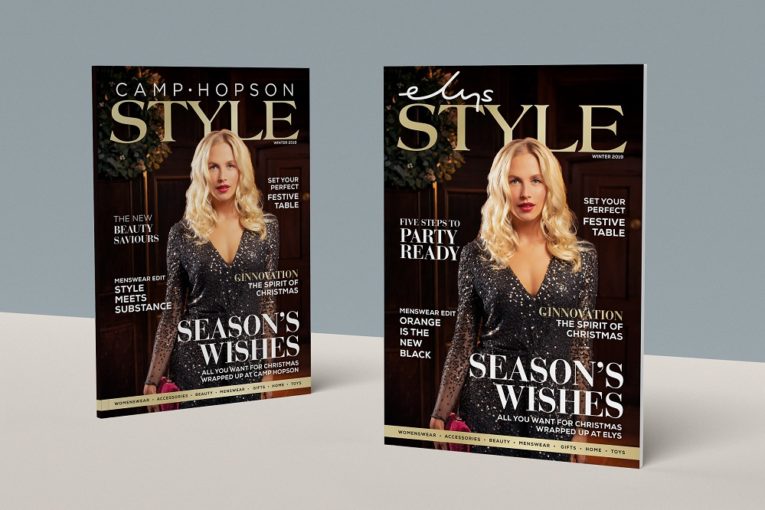 CAMP•HOPSON
STYLE
WINTER 2019
SET YOUR
PERFECT
FESTIVE
TABLE
THE NEW
BEAUTY
SAVIOURS
MENSWEAR EDIT
STYLE
MEETS
SUBSTANCE
GINNOVATION
THE SPIRIT OF
CHRISTMAS
SEASON'S
WISHES
ALL YOU WANT FOR CHRISTMAS
WRAPPED UP AT CAMP HOPSON
WOMENSWEAR • ACCESSORIES • BEAUTY • MENSWEAR • GIFTS • HOME • TOYS
elys
STYLE
WINTER 2019
SET YOUR
PERFECT
FESTIVE
TABLE
FIVE STEPS TO
PARTY
READY
MENSWEAR EDIT
ORANGE
IS THE
NEW
BLACK
GINNOVATION
THE SPIRIT OF
CHRISTMAS
SEASON'S
WISHES
ALL YOU WANT FOR CHRISTMAS
WRAPPED UP AT ELYS
WOMENSWEAR • ACCESSORIES • BEAUTY • MENSWEAR • GIFTS • HOME • TOYS